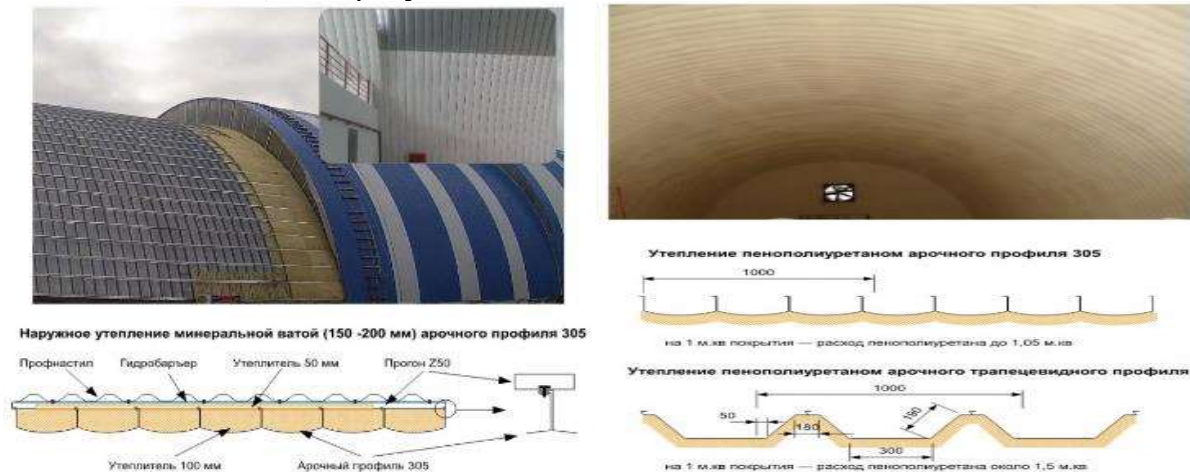 Наружное утепление минеральной ватой (150 -200 мм) арочного профиля 305
Профнастил
Гидробарьер
Утеплитель 50 мм
Прогон Z50
Утеплитель 100 мм
Арочный профиль 305
Утепление пенополиуретаном арочного профиля 305
1000
на 1 м.кв покрытия — расход пенополиуретана до 1,05 м.кв
Утепление пенополиуретаном арочного трапецевидного профиля
1000
50
180
190
300
на 1 м.кв покрытия — расход пенополиуретана около 1,5 м.кв